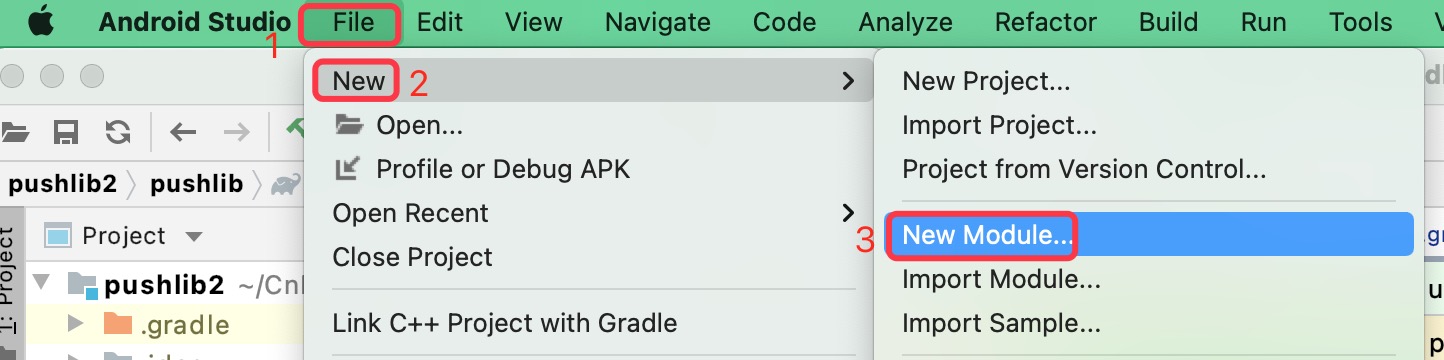 Android Studio File Edit View Navigate Code Analyze Refactor Build Run Tools
1
New 2
Open...
Profile or Debug APK
Open Recent
Close Project
Link C++ Project with Gradle
New Project...
Import Project...
Project from Version Control...
3 New Module...
Import Module...
Import Sample...
pushlib2 pushlib
1: Project
Project
pushlib2
.gradle